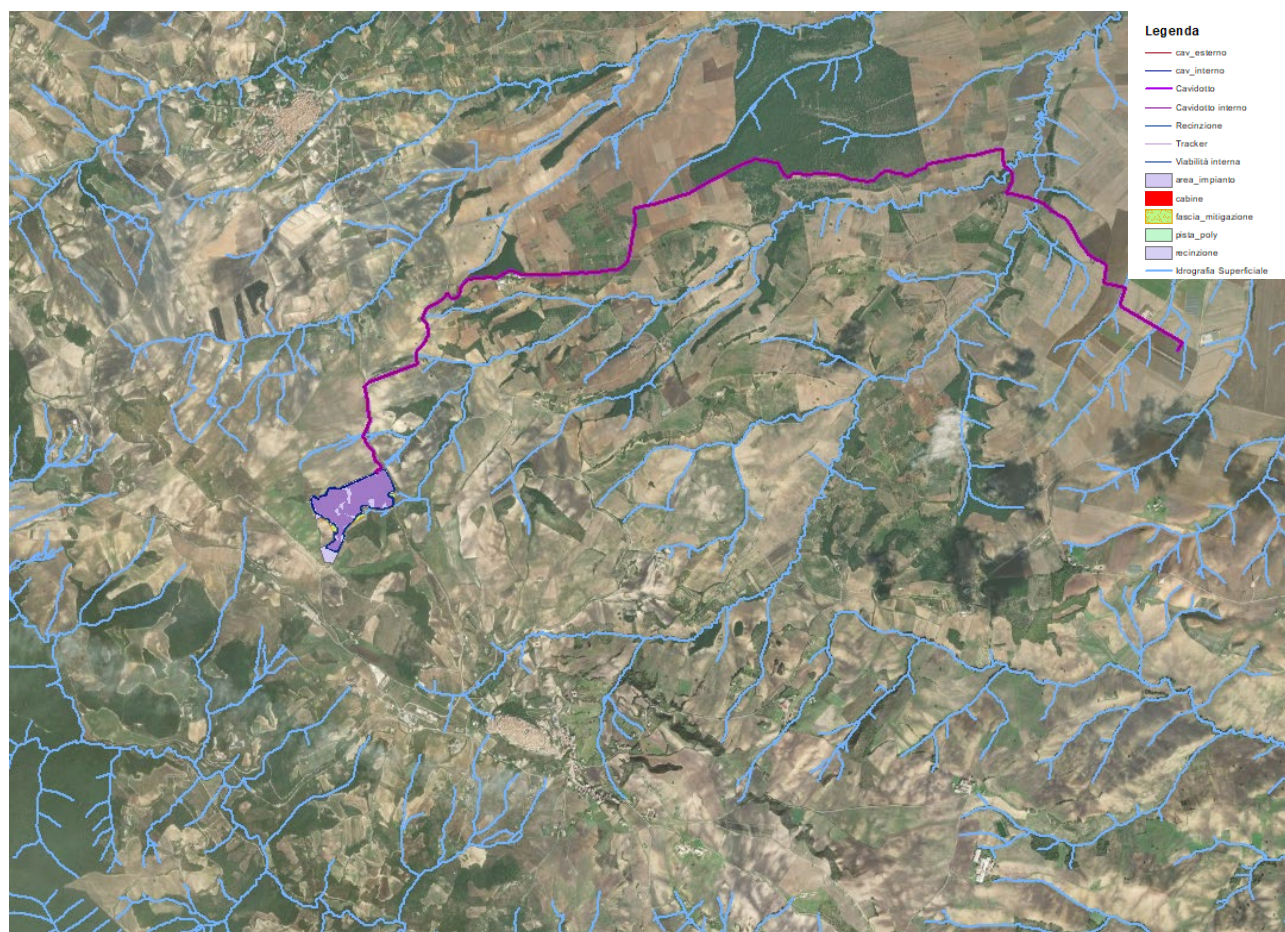 Legenda
cav_esterno
cav_interno
Cavidotto
Cavidotto interno
Recinzione
Tracker
Viabilità interna
area_impianto
cabine
fascia_mitigazione
pista_poly
recinzione
Idrografia Superficiale